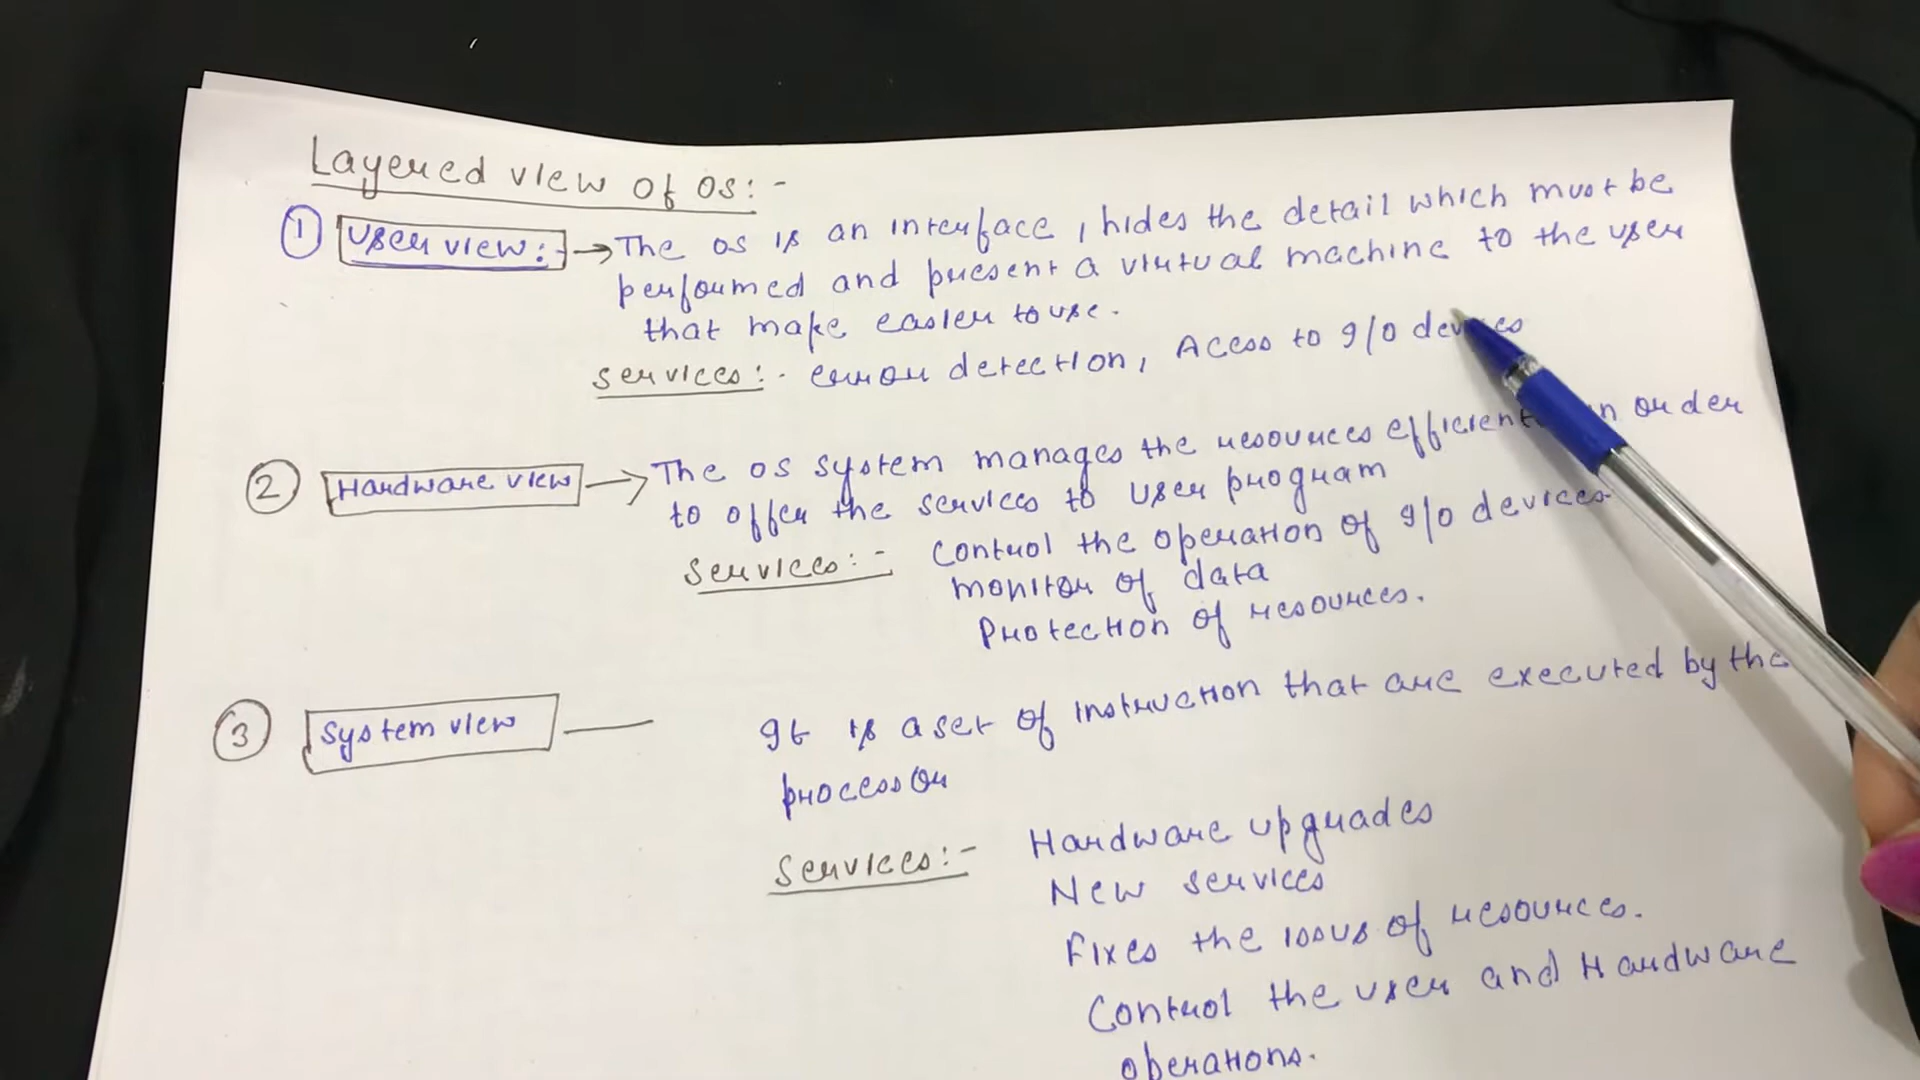 Layered view of os:-
1 User view:- → The os is an interface, hides the detail which must be
performed and present a virtual machine to the user
that make easier to use.
services:- error detection, Acess to I/O devices
2 Hardware view → The os system manages the resources efficient in order
to offer the services to user program
Services:- Control the operation of I/O devices.
monitor of data
Protection of resources.
3 System view — It is a set of instruction that are executed by the
processor
Services:- Hardware upgrades
New services
Fixes the issus of resources.
Control the user and Hardware
operations.